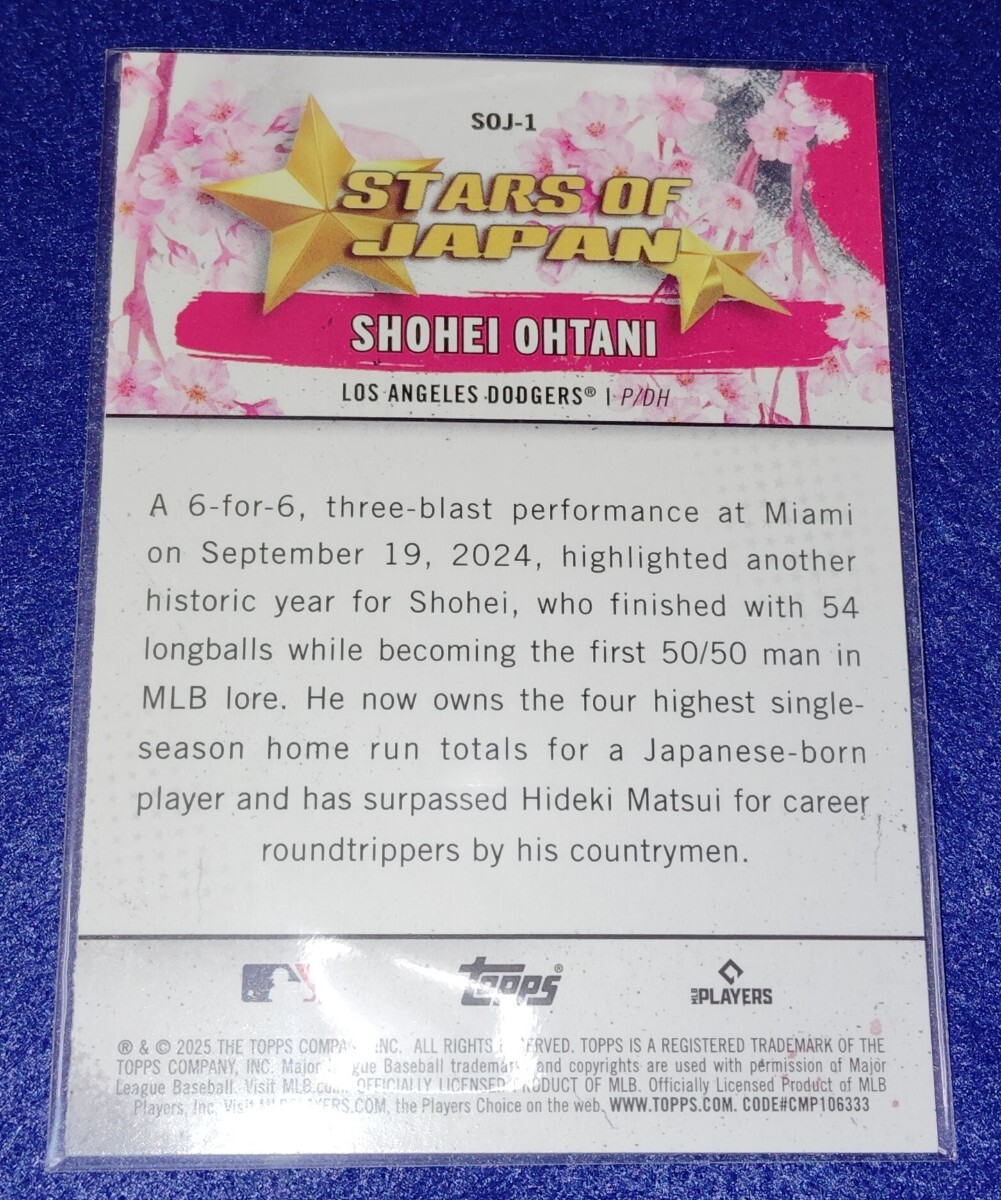 SOJ-1
STARS OF
JAPAN
SHOHEI OHTANI
LOS ANGELES DODGERS® | P/DH
A 6-for-6, three-blast performance at Miami
on September 19, 2024, highlighted another
historic year for Shohei, who finished with 54
longballs while becoming the first 50/50 man in
MLB lore. He now owns the four highest single-
season home run totals for a Japanese-born
player and has surpassed Hideki Matsui for career
roundtrippers by his countrymen.
topps®
MLB PLAYERS
® & © 2025 THE TOPPS INC. ALL RIGHTS TOPPS IS A REGISTERED TRADEMARK OF THE
TOPPS COMPANY, INC. Major Baseball and copyrights are used with permission of Major
League Baseball. Visit OFFICIALLY LICENSED PRODUCT OF MLB. Officially Licensed Product of MLB
Players, Inc. Visit the Players Choice on the web. WWW.TOPPS.COM. CODE#CMP106333